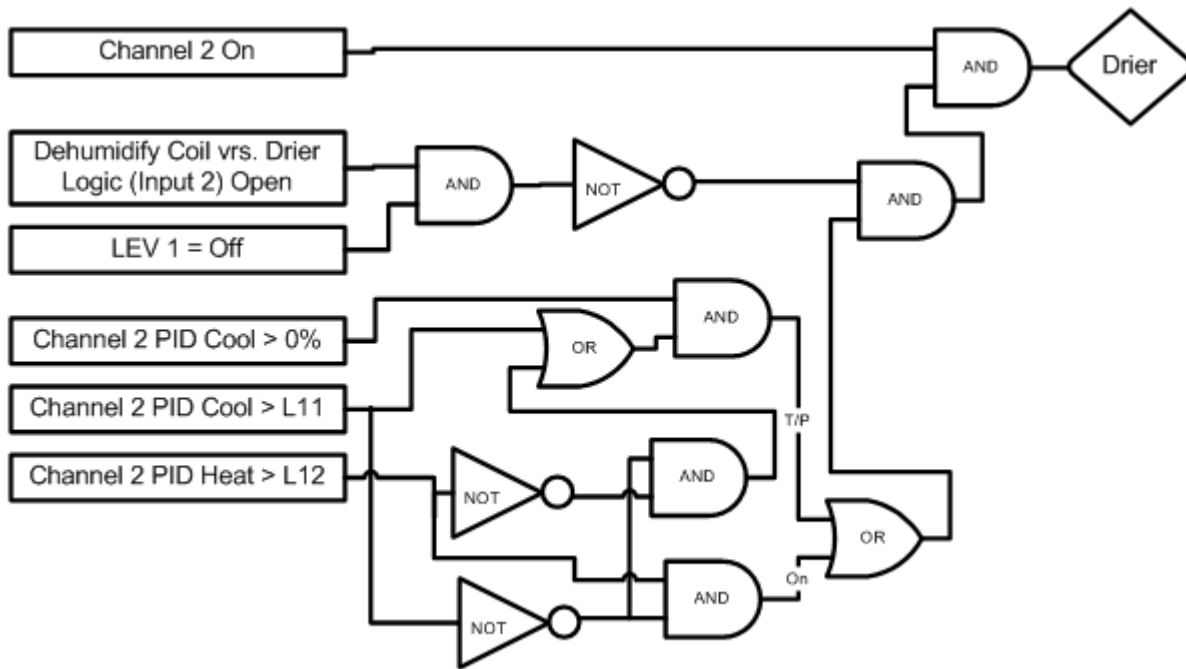 Channel 2 On
AND
Drier
Dehumidify Coil vrs. Drier
Logic (Input 2) Open
AND
NOT
AND
LEV 1 = Off
Channel 2 PID Cool > 0%
AND
OR
Channel 2 PID Cool > L11
T/P
Channel 2 PID Heat > L12
AND
NOT
OR
On
AND
NOT